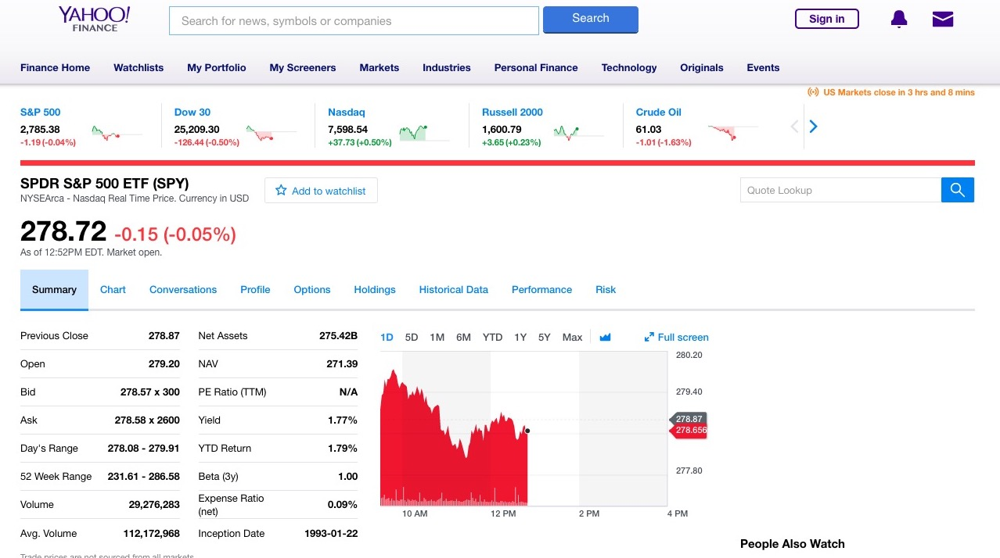 YAHOO!
FINANCE
Search for news, symbols or companies
Search
Sign in
Finance Home Watchlists My Portfolio My Screeners Markets Industries Personal Finance Technology Originals Events
US Markets close in 3 hrs and 8 mins
S&P 500
2,785.38
-1.19 (-0.04%)
Dow 30
25,209.30
-126.44 (-0.50%)
Nasdaq
7,598.54
+37.73 (+0.50%)
Russell 2000
1,600.79
+3.65 (+0.23%)
Crude Oil
61.03
-1.01 (-1.63%)
SPDR S&P 500 ETF (SPY)
NYSEArca - Nasdaq Real Time Price. Currency in USD
Add to watchlist
Quote Lookup
278.72 -0.15 (-0.05%)
As of 12:52PM EDT. Market open.
Summary Chart Conversations Profile Options Holdings Historical Data Performance Risk
Previous Close 278.87
Open 279.20
Bid 278.57 x 300
Ask 278.58 x 2600
Day's Range 278.08 - 279.91
52 Week Range 231.61 - 286.58
Volume 29,276,283
Avg. Volume 112,172,968
Net Assets 275.42B
NAV 271.39
PE Ratio (TTM) N/A
Yield 1.77%
YTD Return 1.79%
Beta (3y) 1.00
Expense Ratio 0.09%
(net)
Inception Date 1993-01-22
1D 5D 1M 6M YTD 1Y 5Y Max Full screen
280.20
279.40
278.87
278.656
277.80
10 AM 12 PM 2 PM 4 PM
People Also Watch
Trade prices are not sourced from all markets